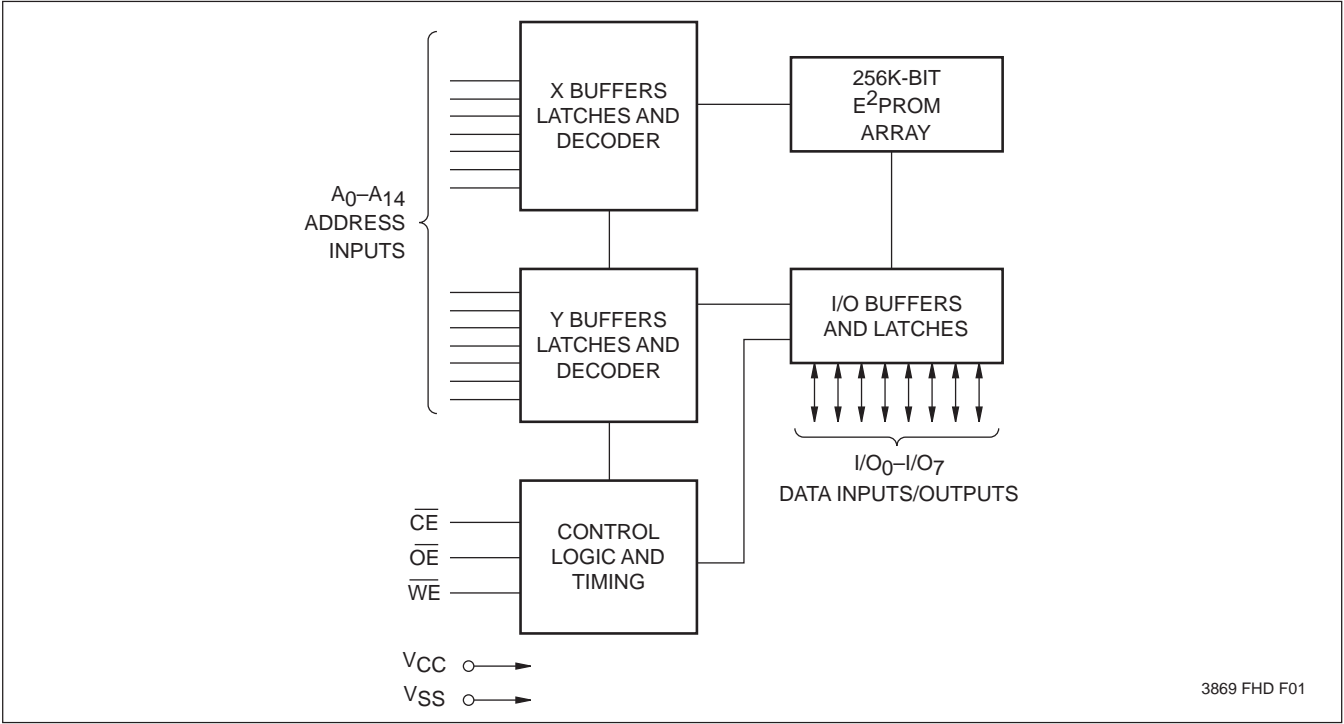 X BUFFERS
LATCHES AND
DECODER
256K-BIT
E2PROM
ARRAY
A0–A14
ADDRESS
INPUTS
Y BUFFERS
LATCHES AND
DECODER
I/O BUFFERS
AND LATCHES
I/O0–I/O7
DATA INPUTS/OUTPUTS
CE
OE
WE
CONTROL
LOGIC AND
TIMING
VCC
VSS
3869 FHD F01